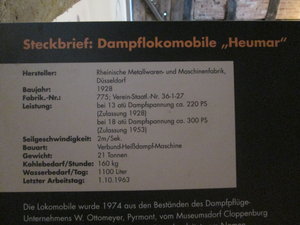 Steckbrief: Dampflokomobile „Heumar"
Hersteller: Rheinische Metallwaren- und Maschinenfabrik,
Düsseldorf
Baujahr: 1928
Fabrik.-Nr.: 775; Verein-Staatl.-Nr. 36-1-27
Leistung: bei 13 atü Dampfspannung ca. 220 PS
(Zulassung 1928)
bei 18 atü Dampfspannung ca. 300 PS
(Zulassung 1953)
Seilgeschwindigkeit: 2m/Sek.
Bauart: Verbund-Heißdampf-Maschine
Gewicht: 21 Tonnen
Kohlebedarf/Stunde: 160 kg
Wasserbedarf/Tag: 1100 Liter
Letzter Arbeitstag: 1.10.1963
Die Lokomobile wurde 1974 aus den Beständen des Dampfpflüge-
Unternehmens W. Ottomeyer, Pyrmont, vom Museumsdorf Cloppenburg